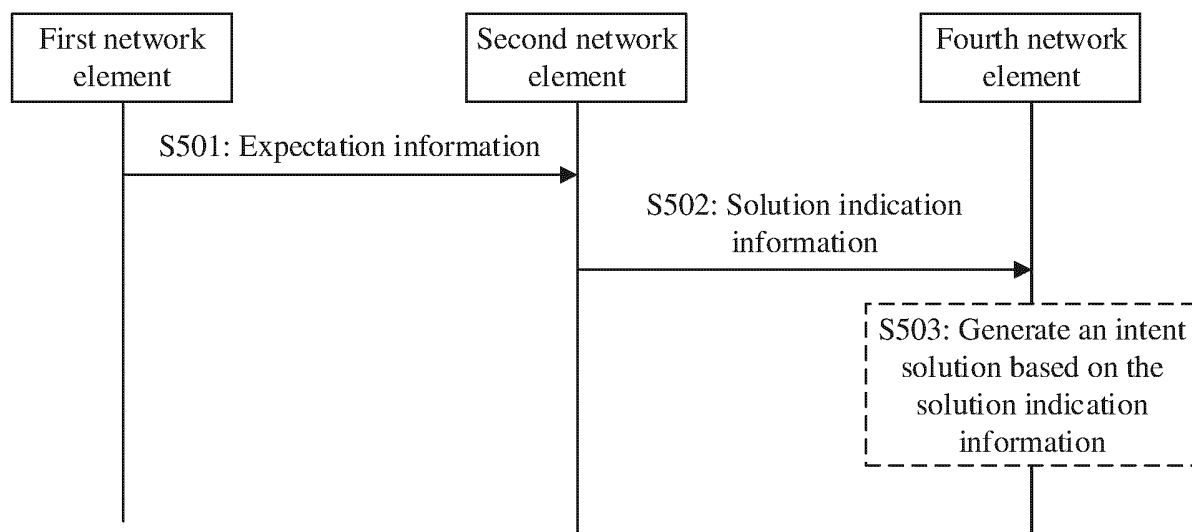 First network
element
Second network
element
Fourth network
element
S501: Expectation information
S502: Solution indication
information
S503: Generate an intent
solution based on the
solution indication
information